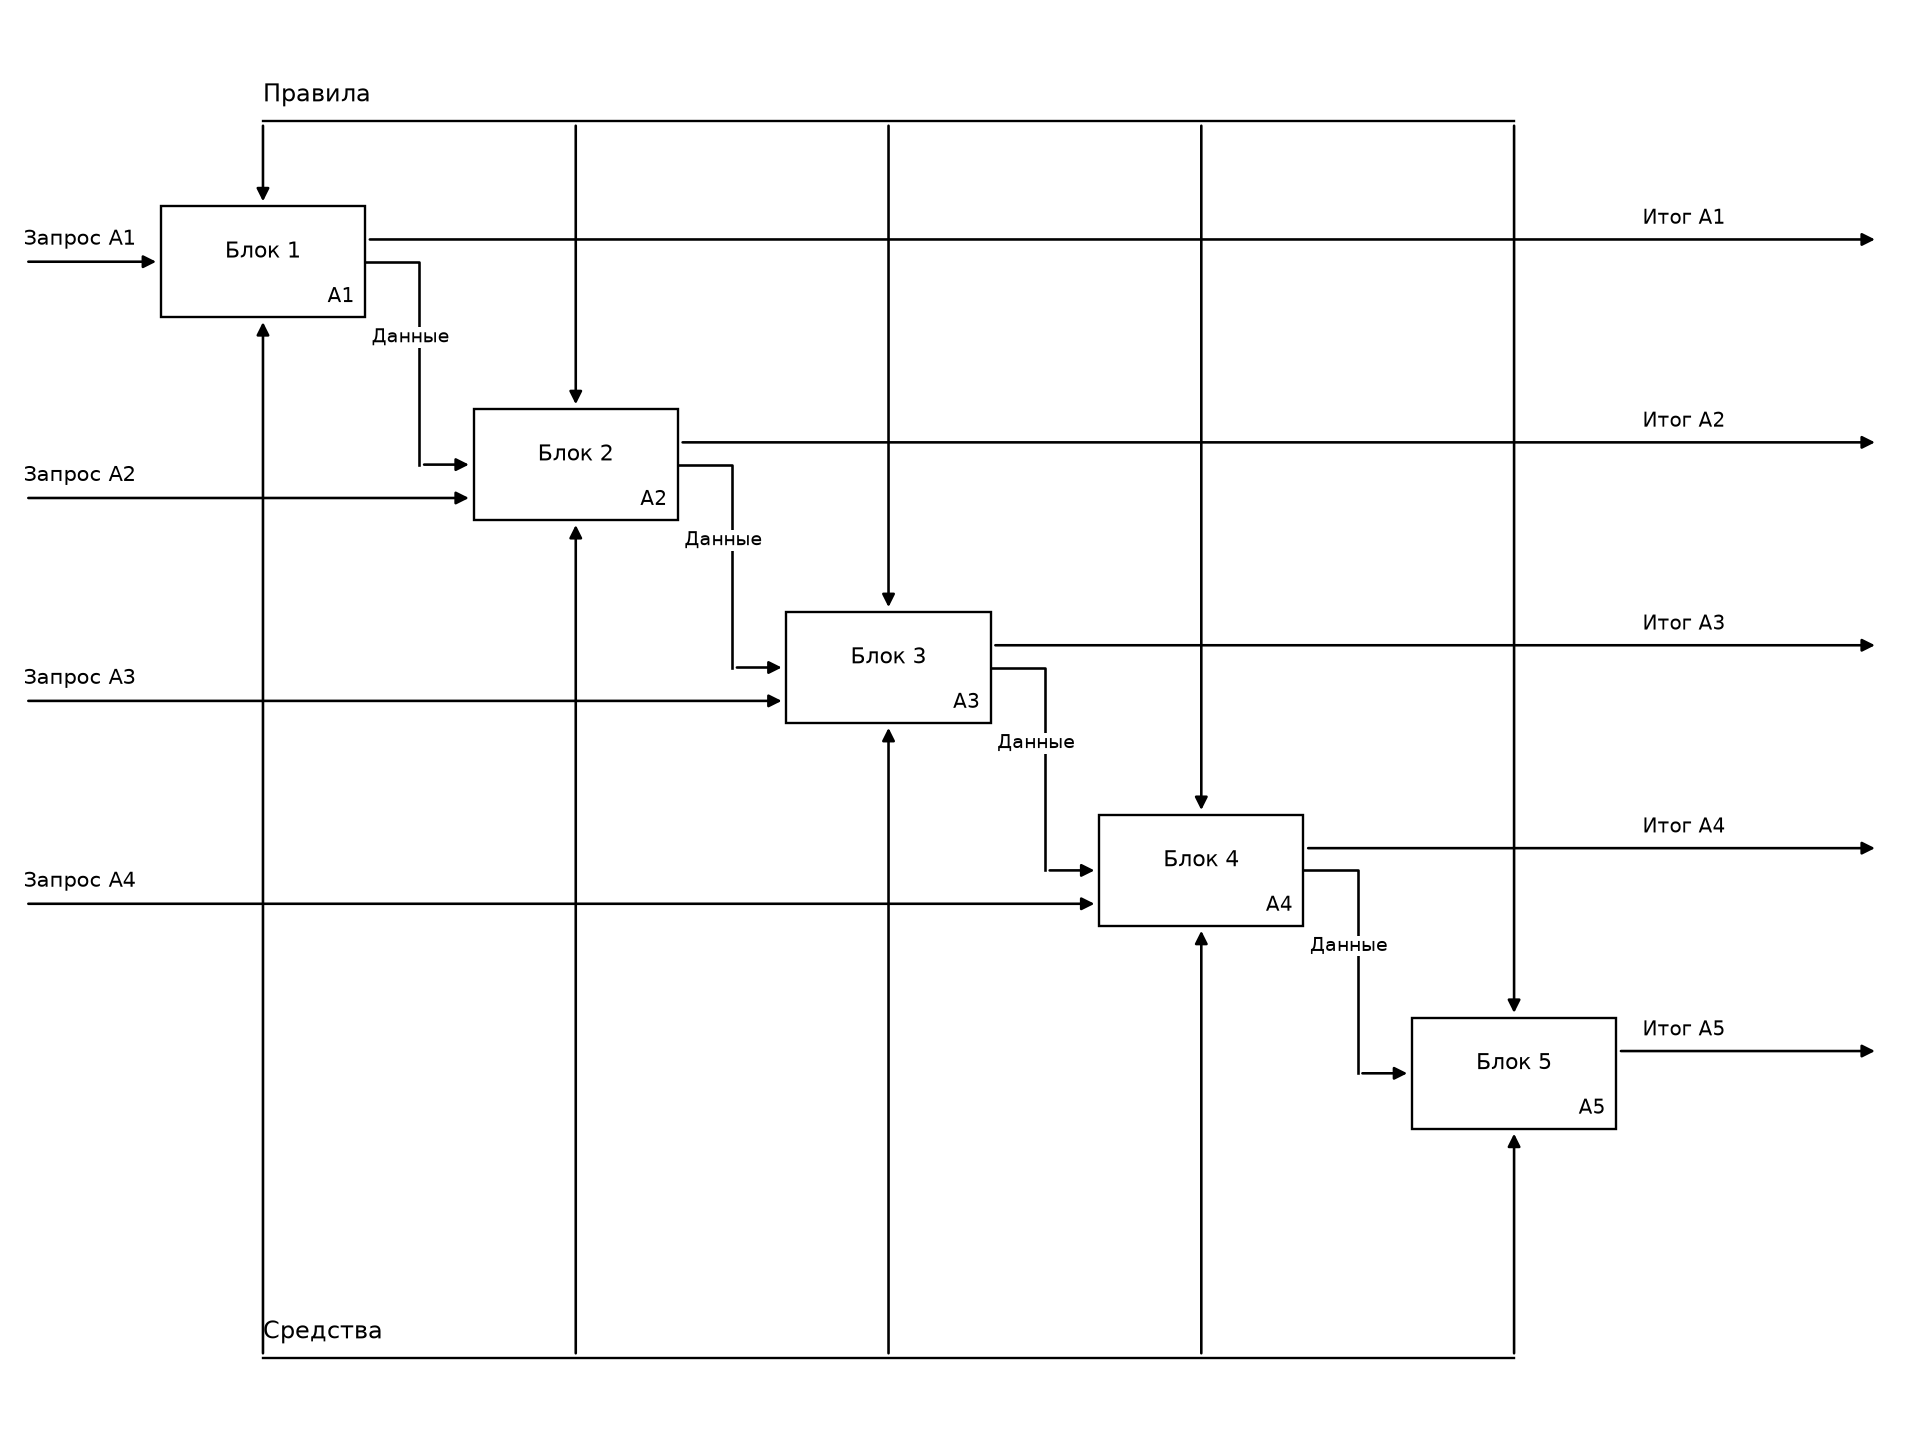 Правила
Итог А1
Запрос А1
Блок 1
А1
Данные
Итог А2
Блок 2
Запрос А2
А2
Данные
Итог А3
Блок 3
Запрос А3
А3
Данные
Итог А4
Блок 4
Запрос А4
А4
Данные
Итог А5
Блок 5
А5
Средства